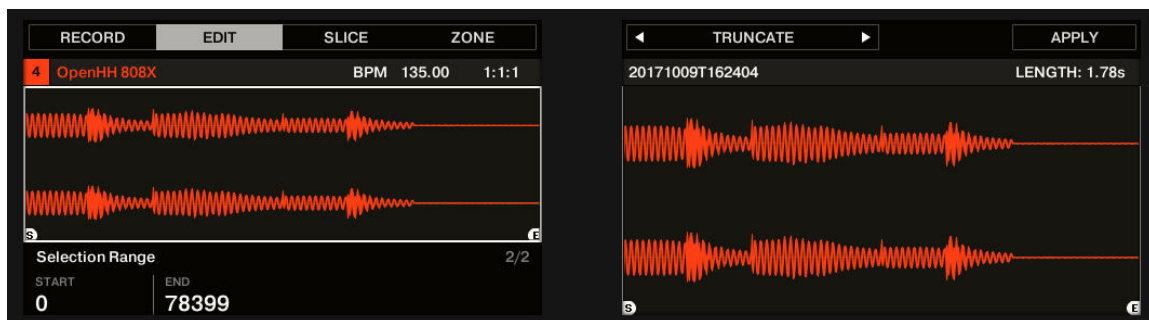 RECORD EDIT SLICE ZONE
4 OpenHH 808X BPM 135.00 1:1:1
S E
Selection Range 2/2
START END
0 78399
TRUNCATE APPLY
20171009T162404 LENGTH: 1.78s
S E